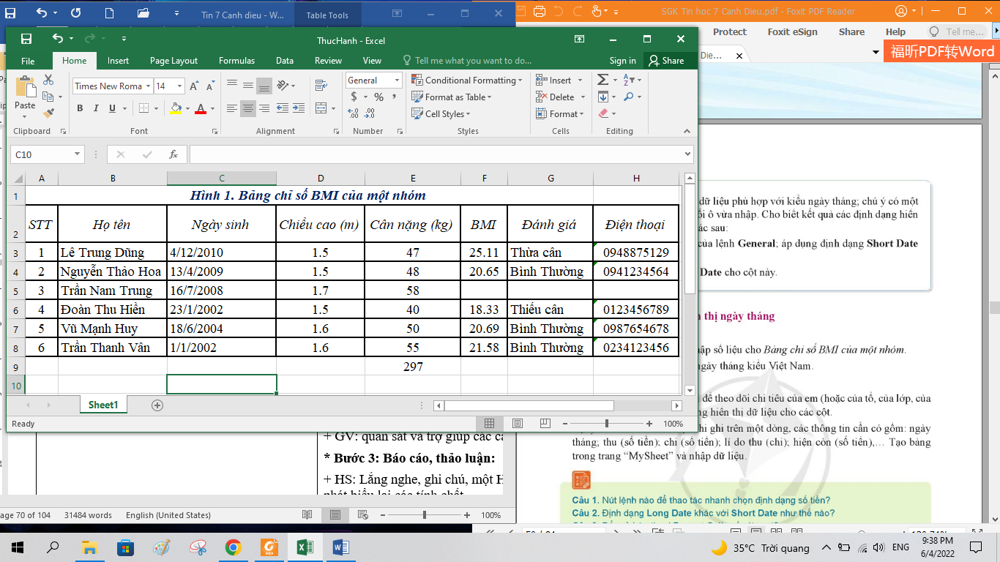 Tin 7 Canh dieu - W...
Table Tools
SGK Tin hoc 7 Canh Dieu.pdf - Foxit PDF Reader
Protect Foxit eSign Share Help Tell me...
Die...
福昕PDF转Word
ThucHanh - Excel
File Home Insert Page Layout Formulas Data Review View Tell me what you want to do... Sign in Share
Paste
Times New Roma 14
General
Conditional Formatting
Format as Table
Cell Styles
Insert
Delete
Format
B I U
Clipboard Font Alignment Number Styles Cells Editing
C10 fx
A B C D E F G H
1 Hình 1. Bảng chỉ số BMI của một nhóm
2 STT Họ tên Ngày sinh Chiều cao (m) Cân nặng (kg) BMI Đánh giá Điện thoại
3 1 Lê Trung Dũng 4/12/2010 1.5 47 25.11 Thừa cân 0948875129
4 2 Nguyễn Thảo Hoa 13/4/2009 1.5 48 20.65 Bình Thường 0941234564
5 3 Trần Nam Trung 16/7/2008 1.7 58
6 4 Đoàn Thu Hiền 23/1/2002 1.5 40 18.33 Thiếu cân 0123456789
7 5 Vũ Mạnh Huy 18/6/2004 1.6 50 20.69 Bình Thường 0987654678
8 6 Trần Thanh Vân 1/1/2002 1.6 55 21.58 Bình Thường 0234123456
9 297
10
Sheet1
Ready 100%
dữ liệu phù hợp với kiểu ngày tháng; chú ý có một
ối ô vừa nhập. Cho biết kết quả các định dạng hiển
ác sau:
của lệnh General; áp dụng định dạng Short Date
Date cho cột này.
n thị ngày tháng
ập số liệu cho Bảng chỉ số BMI của một nhóm.
ngày tháng kiểu Việt Nam.
để theo dõi chi tiêu của em (hoặc của tổ, của lớp, của
ng hiển thị dữ liệu cho các cột.
hi ghi trên một dòng, các thông tin cần có gồm: ngày
tháng; thu (số tiền); chi (số tiền); lí do thu (chi); hiện còn (số tiền),... Tạo bảng
trong trang “MySheet” và nhập dữ liệu.
Câu 1. Nút lệnh nào để thao tác nhanh chọn định dạng số tiền?
Câu 2. Định dạng Long Date khác với Short Date như thế nào?
+ GV: quan sát và trợ giúp các cặ
* Bước 3: Báo cáo, thảo luận:
+ HS: Lắng nghe, ghi chú, một H
phát biểu lại các tính chất
age 70 of 104 31484 words English (United States) 100%
35°C Trời quang ENG 9:38 PM
6/4/2022